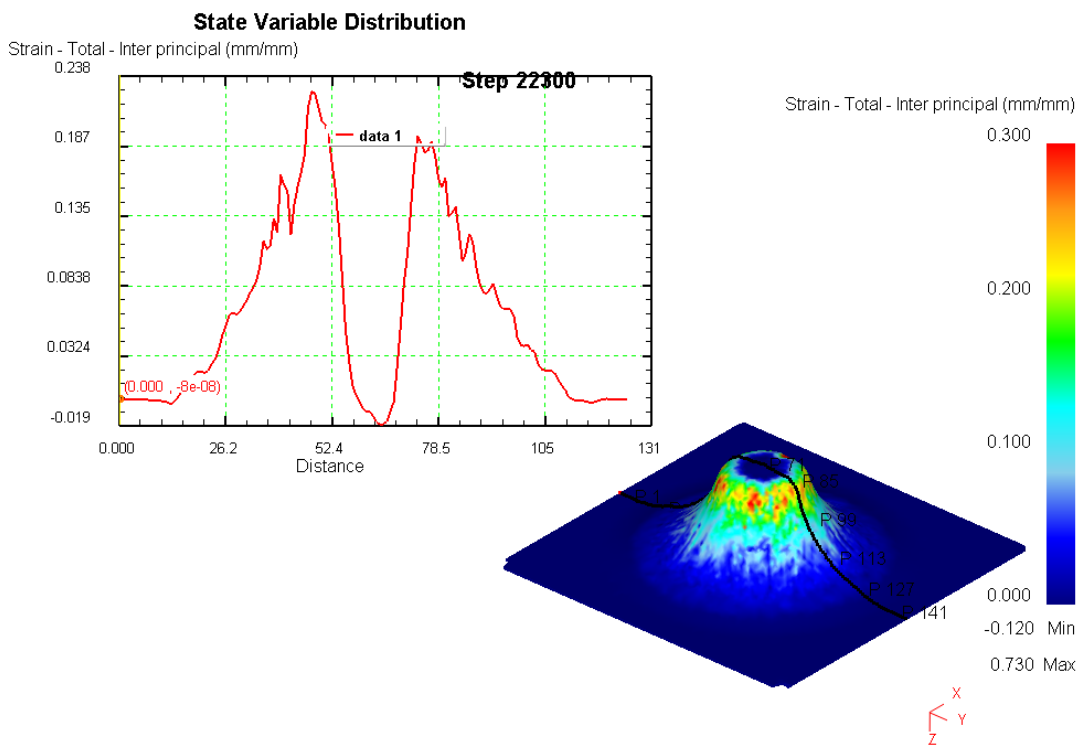 State Variable Distribution
Strain - Total - Inter principal (mm/mm)
0.238
Step 22300
0.187
data 1
0.135
0.0838
0.0324
(0.000 , -8e-08)
-0.019
0.000 26.2 52.4 78.5 105 131
Distance
Strain - Total - Inter principal (mm/mm)
0.300
0.200
0.100
0.000
-0.120 Min
0.730 Max
P 85
P 99
P 113
P 127
P 141
X
Y
Z